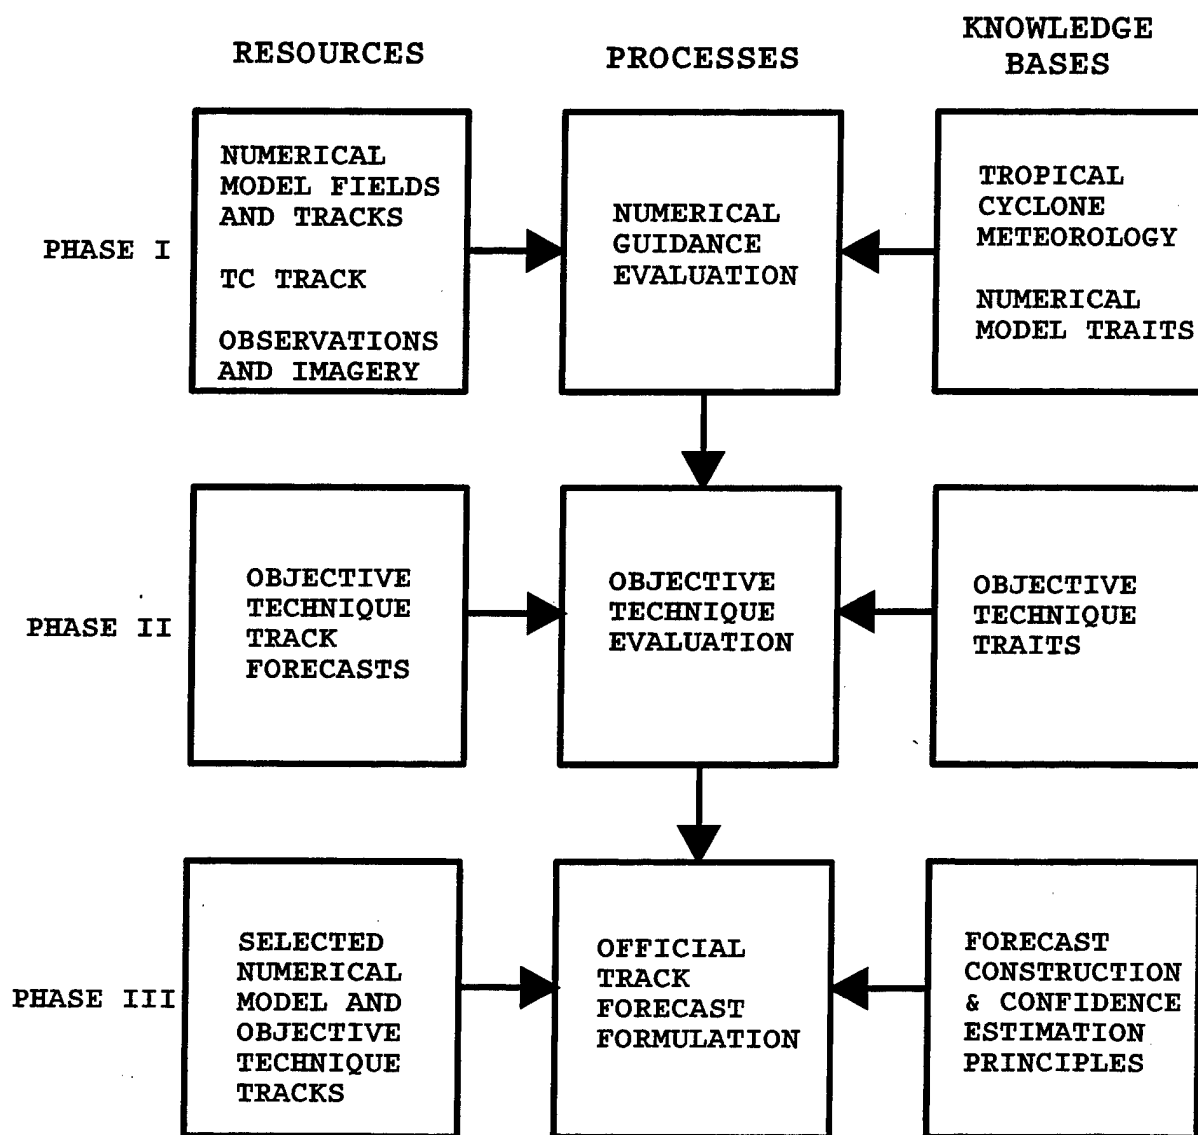 RESOURCES
PROCESSES
KNOWLEDGE
BASES
PHASE I
NUMERICAL
MODEL FIELDS
AND TRACKS
TC TRACK
OBSERVATIONS
AND IMAGERY
NUMERICAL
GUIDANCE
EVALUATION
TROPICAL
CYCLONE
METEOROLOGY
NUMERICAL
MODEL TRAITS
PHASE II
OBJECTIVE
TECHNIQUE
TRACK
FORECASTS
OBJECTIVE
TECHNIQUE
EVALUATION
OBJECTIVE
TECHNIQUE
TRAITS
PHASE III
SELECTED
NUMERICAL
MODEL AND
OBJECTIVE
TECHNIQUE
TRACKS
OFFICIAL
TRACK
FORECAST
FORMULATION
FORECAST
CONSTRUCTION
& CONFIDENCE
ESTIMATION
PRINCIPLES